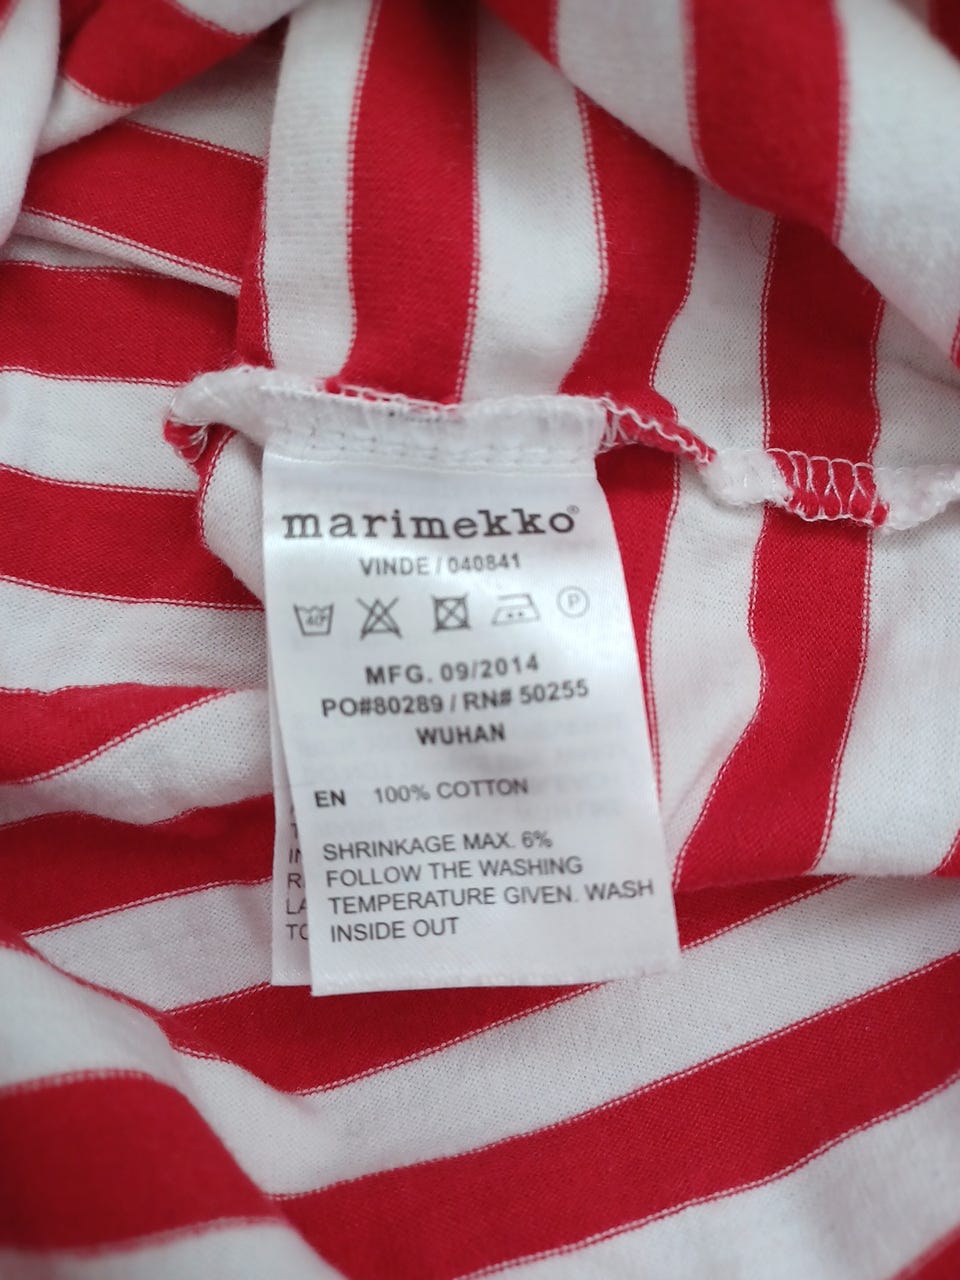 marimekko®
VINDE / 040841
40°
P
MFG. 09/2014
PO#80289 / RN# 50255
WUHAN
EN 100% COTTON
SHRINKAGE MAX. 6%
FOLLOW THE WASHING
TEMPERATURE GIVEN. WASH
INSIDE OUT